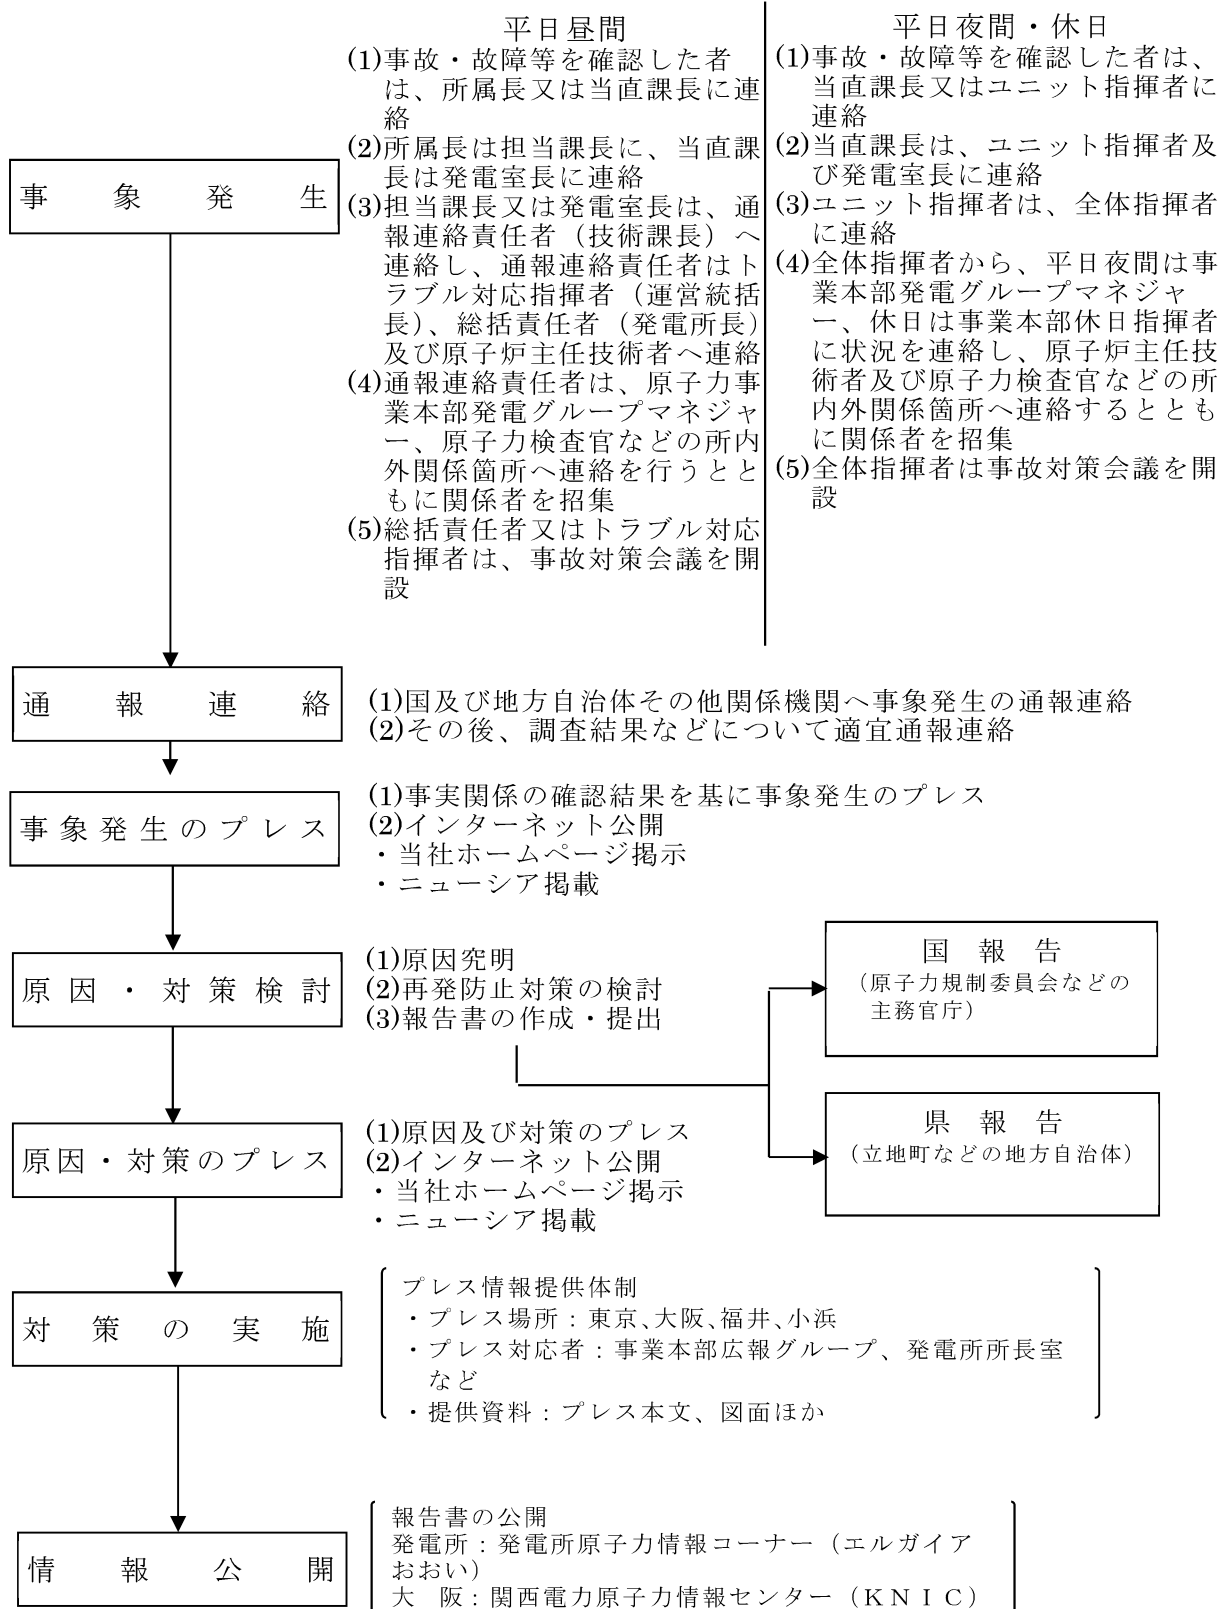 平日昼間
(1)事故・故障等を確認した者
は、所属長又は当直課長に連
絡
(2)所属長は担当課長に、当直課
長は発電室長に連絡
(3)担当課長又は発電室長は、通
報連絡責任者（技術課長）へ
連絡し、通報連絡責任者はト
ラブル対応指揮者（運営統括
長）、総括責任者（発電所長）
及び原子炉主任技術者へ連絡
(4)通報連絡責任者は、原子力事
業本部発電グループマネジャ
ー、原子力検査官などの所内
外関係箇所へ連絡を行うとと
もに関係者を招集
(5)総括責任者又はトラブル対応
指揮者は、事故対策会議を開
設
平日夜間・休日
(1)事故・故障等を確認した者は、
当直課長又はユニット指揮者に
連絡
(2)当直課長は、ユニット指揮者及
び発電室長に連絡
(3)ユニット指揮者は、全体指揮者
に連絡
(4)全体指揮者から、平日夜間は事
業本部発電グループマネジャ
ー、休日は事業本部休日指揮者
に状況を連絡し、原子炉主任技
術者及び原子力検査官などの所
内外関係箇所へ連絡するととも
に関係者を招集
(5)全体指揮者は事故対策会議を開
設
事象発生
通報連絡
(1)国及び地方自治体その他関係機関へ事象発生の通報連絡
(2)その後、調査結果などについて適宜通報連絡
事象発生のプレス
(1)事実関係の確認結果を基に事象発生のプレス
(2)インターネット公開
・当社ホームページ掲示
・ニューシア掲載
原因・対策検討
(1)原因究明
(2)再発防止対策の検討
(3)報告書の作成・提出
国報告
（原子力規制委員会などの
主務官庁）
県報告
（立地町などの地方自治体）
原因・対策のプレス
(1)原因及び対策のプレス
(2)インターネット公開
・当社ホームページ掲示
・ニューシア掲載
対策の実施
プレス情報提供体制
・プレス場所：東京､大阪､福井､小浜
・プレス対応者：事業本部広報グループ、発電所所長室
など
・提供資料：プレス本文、図面ほか
情報公開
報告書の公開
発電所：発電所原子力情報コーナー（エルガイア
おおい）
大　阪：関西電力原子力情報センター（ＫＮＩＣ）